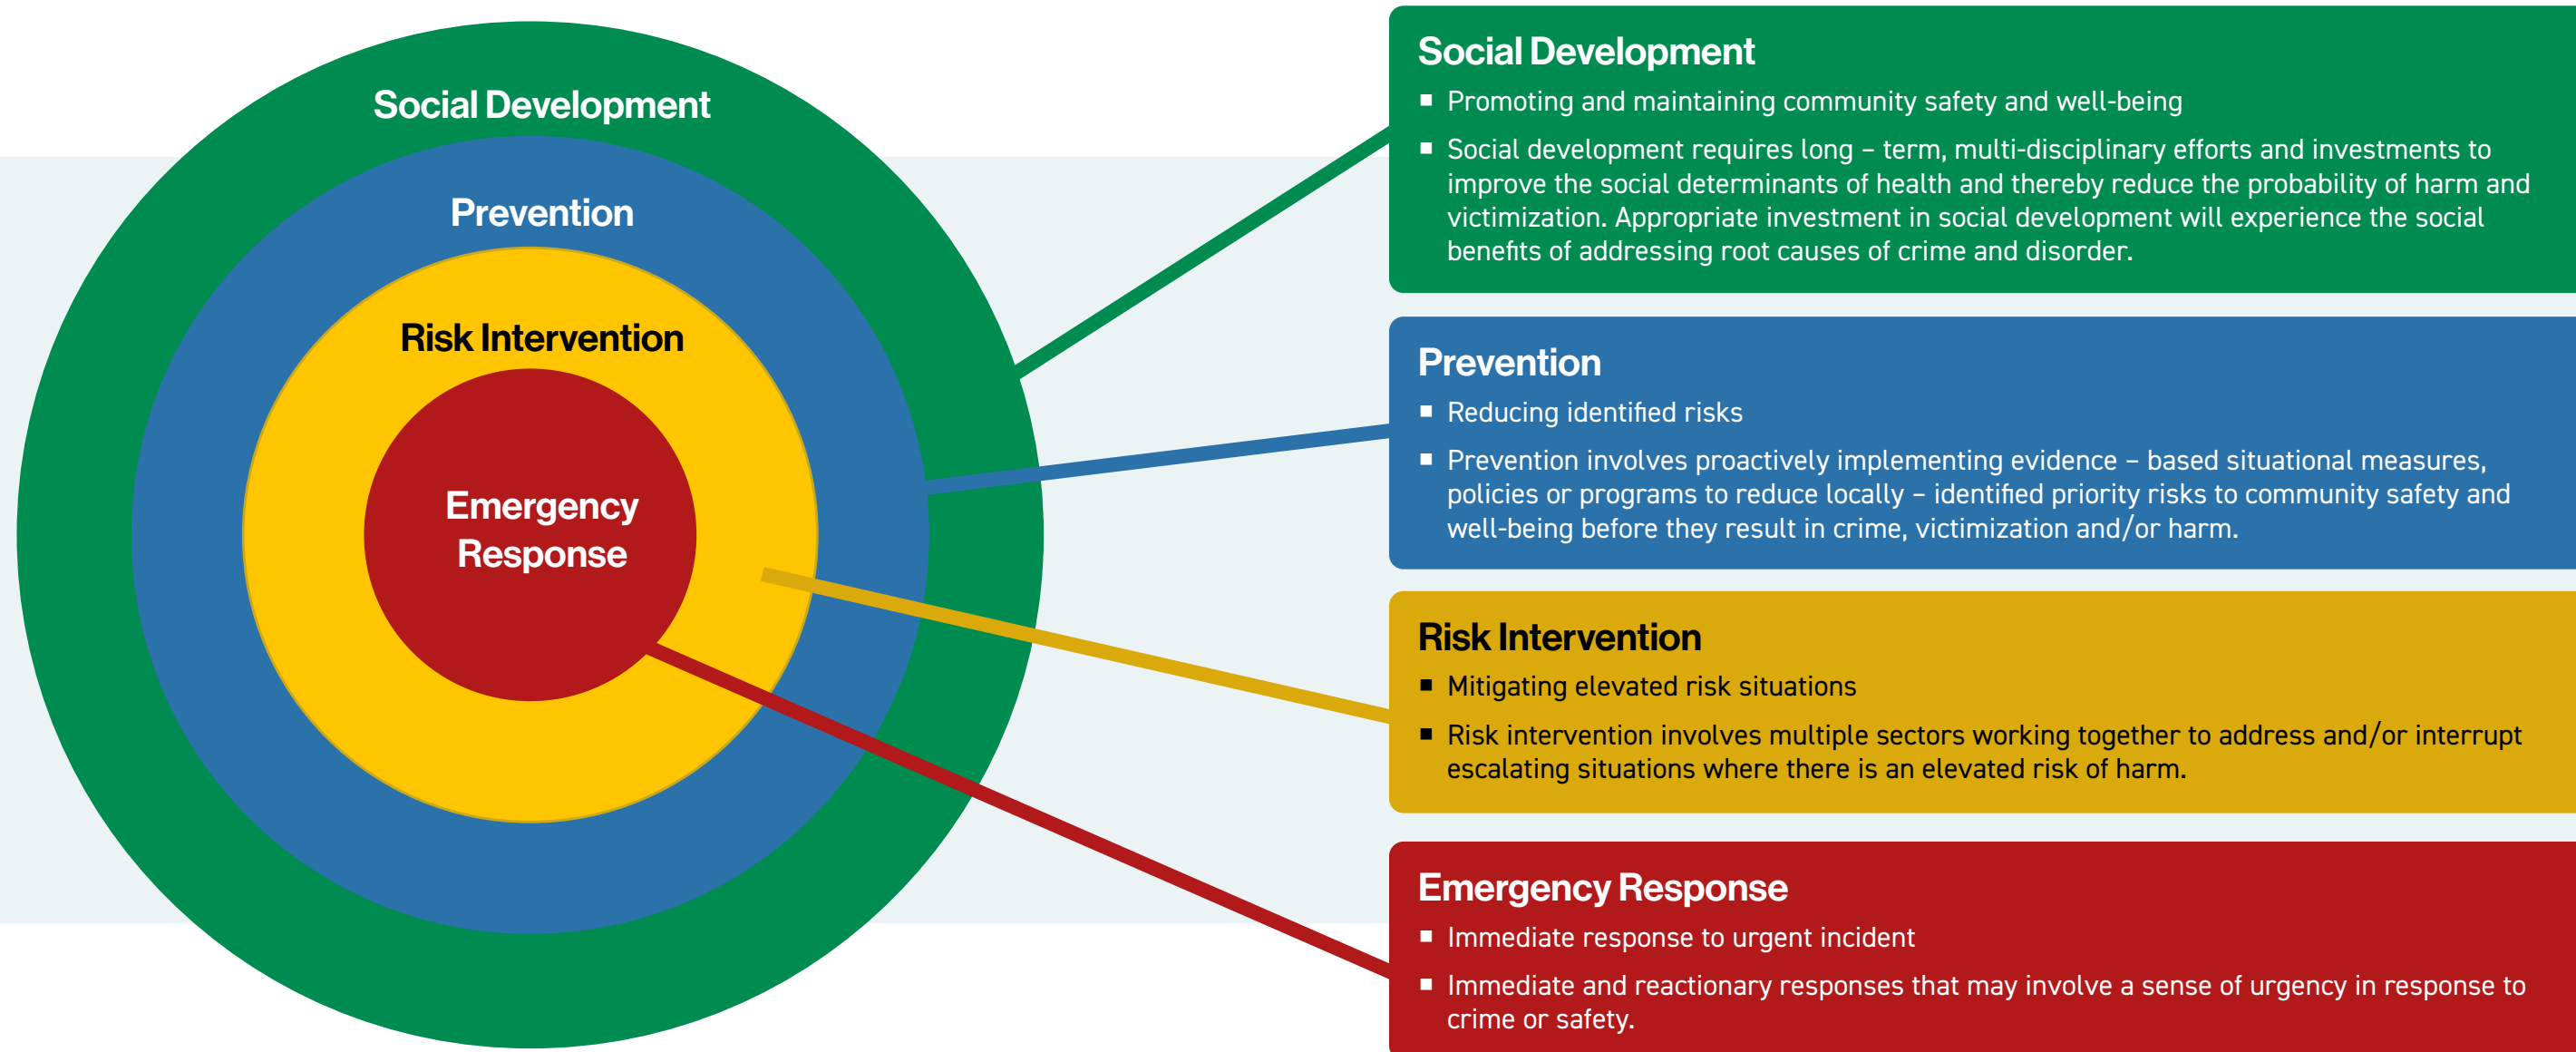 Social Development
Prevention
Risk Intervention
Emergency
Response
Social Development
▪ Promoting and maintaining community safety and well-being
▪ Social development requires long – term, multi-disciplinary efforts and investments to
improve the social determinants of health and thereby reduce the probability of harm and
victimization. Appropriate investment in social development will experience the social
benefits of addressing root causes of crime and disorder.
Prevention
▪ Reducing identified risks
▪ Prevention involves proactively implementing evidence – based situational measures,
policies or programs to reduce locally – identified priority risks to community safety and
well-being before they result in crime, victimization and/or harm.
Risk Intervention
▪ Mitigating elevated risk situations
▪ Risk intervention involves multiple sectors working together to address and/or interrupt
escalating situations where there is an elevated risk of harm.
Emergency Response
▪ Immediate response to urgent incident
▪ Immediate and reactionary responses that may involve a sense of urgency in response to
crime or safety.